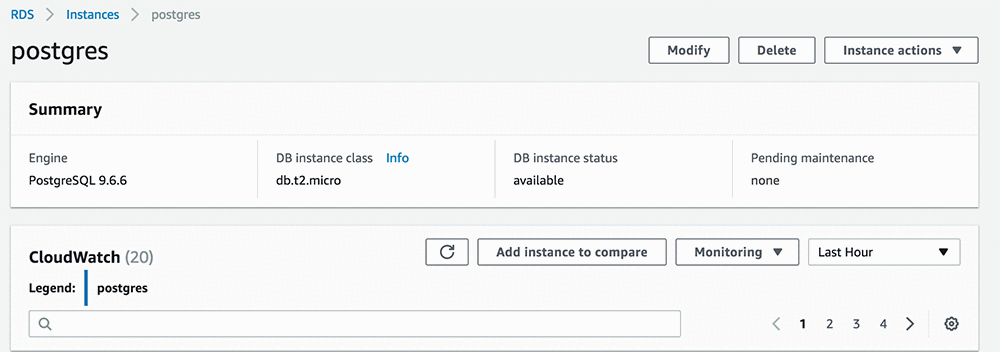 RDS > Instances > postgres
postgres
Modify Delete Instance actions
Summary
Engine DB instance class Info DB instance status Pending maintenance
PostgreSQL 9.6.6 db.t2.micro available none
CloudWatch (20) Add instance to compare Monitoring Last Hour
Legend: postgres
1 2 3 4